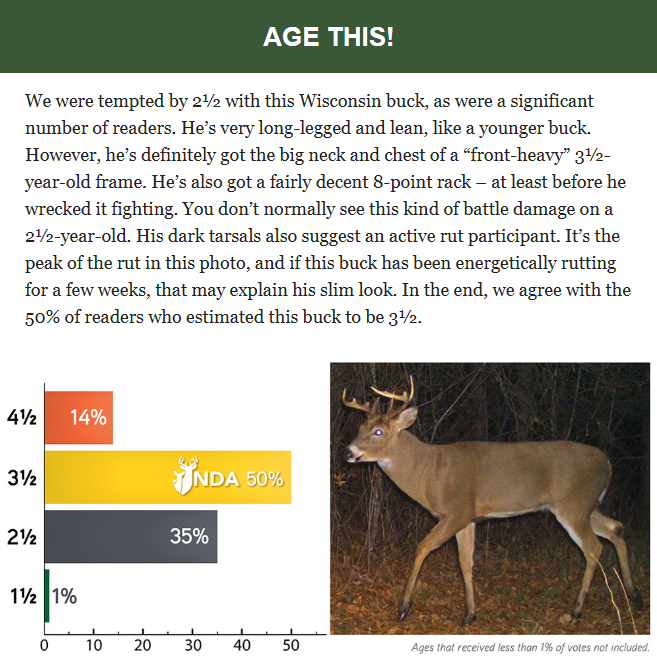 AGE THIS!
We were tempted by 2½ with this Wisconsin buck, as were a significant
number of readers. He’s very long-legged and lean, like a younger buck.
However, he’s definitely got the big neck and chest of a “front-heavy” 3½-
year-old frame. He’s also got a fairly decent 8-point rack – at least before he
wrecked it fighting. You don’t normally see this kind of battle damage on a
2½-year-old. His dark tarsals also suggest an active rut participant. It’s the
peak of the rut in this photo, and if this buck has been energetically rutting
for a few weeks, that may explain his slim look. In the end, we agree with the
50% of readers who estimated this buck to be 3½.
4½ 14%
3½ NDA 50%
2½ 35%
1½ 1%
0 10 20 30 40 50
Ages that received less than 1% of votes not included.